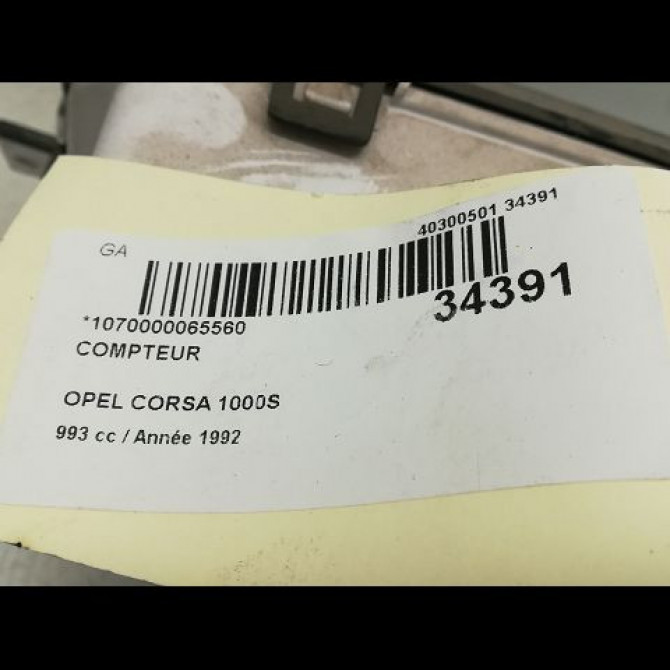 40300501 34391
GA
34391
*1070000065560
COMPTEUR
OPEL CORSA 1000S
993 cc / Année 1992